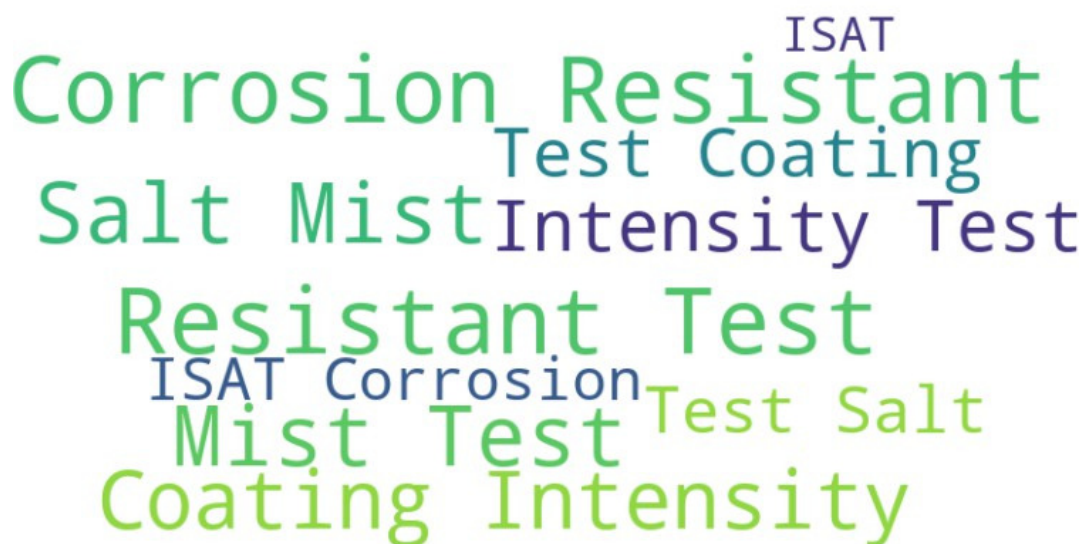 ISAT
Corrosion Resistant
Test Coating
Salt Mist
Intensity Test
Resistant Test
ISAT Corrosion
Test Salt
Mist Test
Coating Intensity